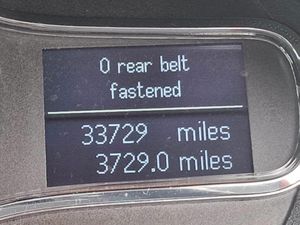 0 rear belt
fastened
33729 miles
3729.0 miles